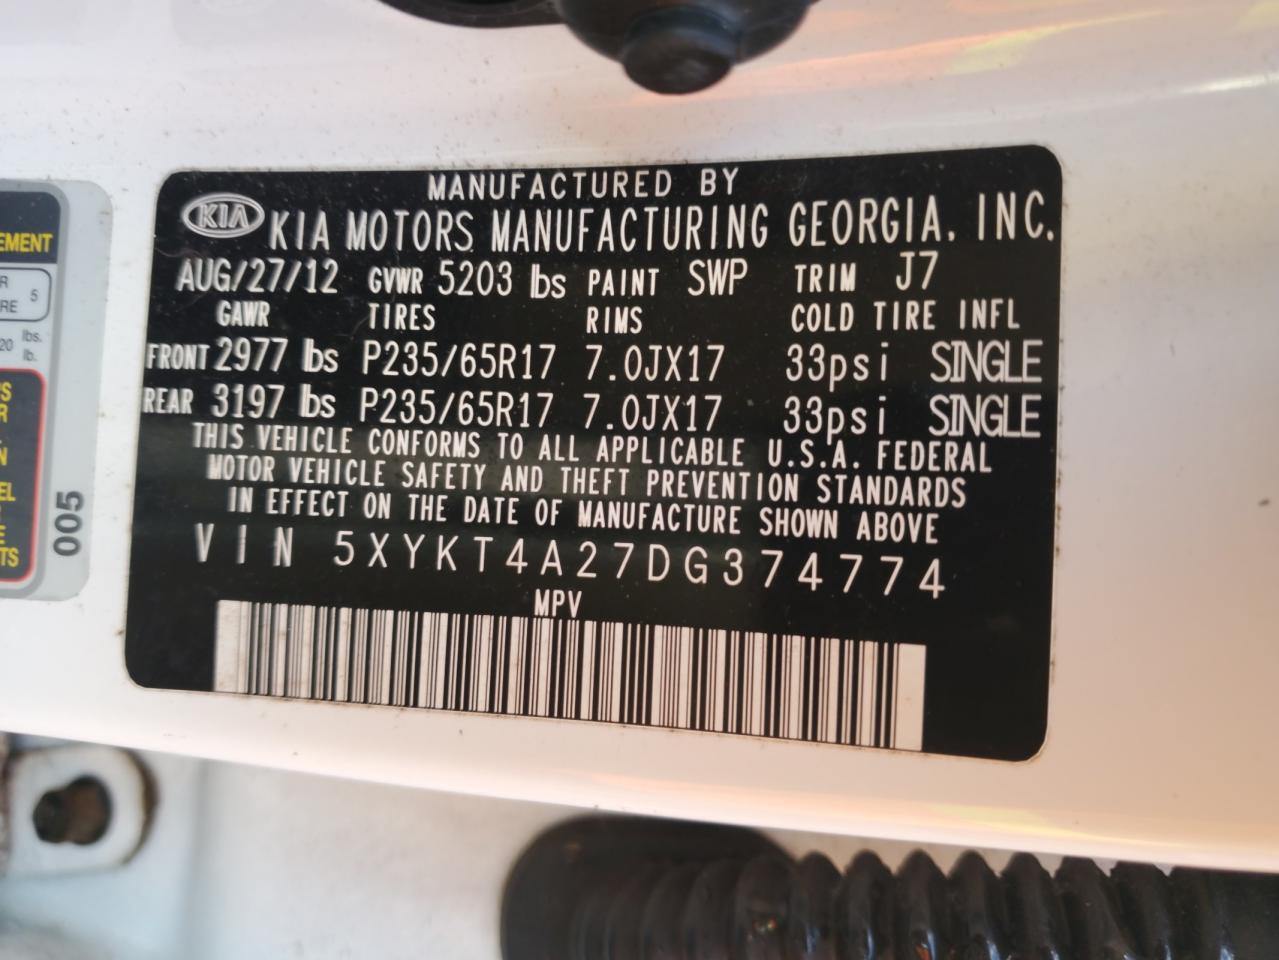 MANUFACTURED BY
KIA KIA MOTORS MANUFACTURING GEORGIA, INC.
AUG/27/12 GVWR 5203 lbs PAINT SWP TRIM J7
GAWR TIRES RIMS COLD TIRE INFL
FRONT 2977 lbs P235/65R17 7.0JX17 33psi SINGLE
REAR 3197 lbs P235/65R17 7.0JX17 33psi SINGLE
THIS VEHICLE CONFORMS TO ALL APPLICABLE U.S.A. FEDERAL
MOTOR VEHICLE SAFETY AND THEFT PREVENTION STANDARDS
IN EFFECT ON THE DATE OF MANUFACTURE SHOWN ABOVE
VIN 5XYKT4A27DG374774
MPV
5
lbs.
lb.
005